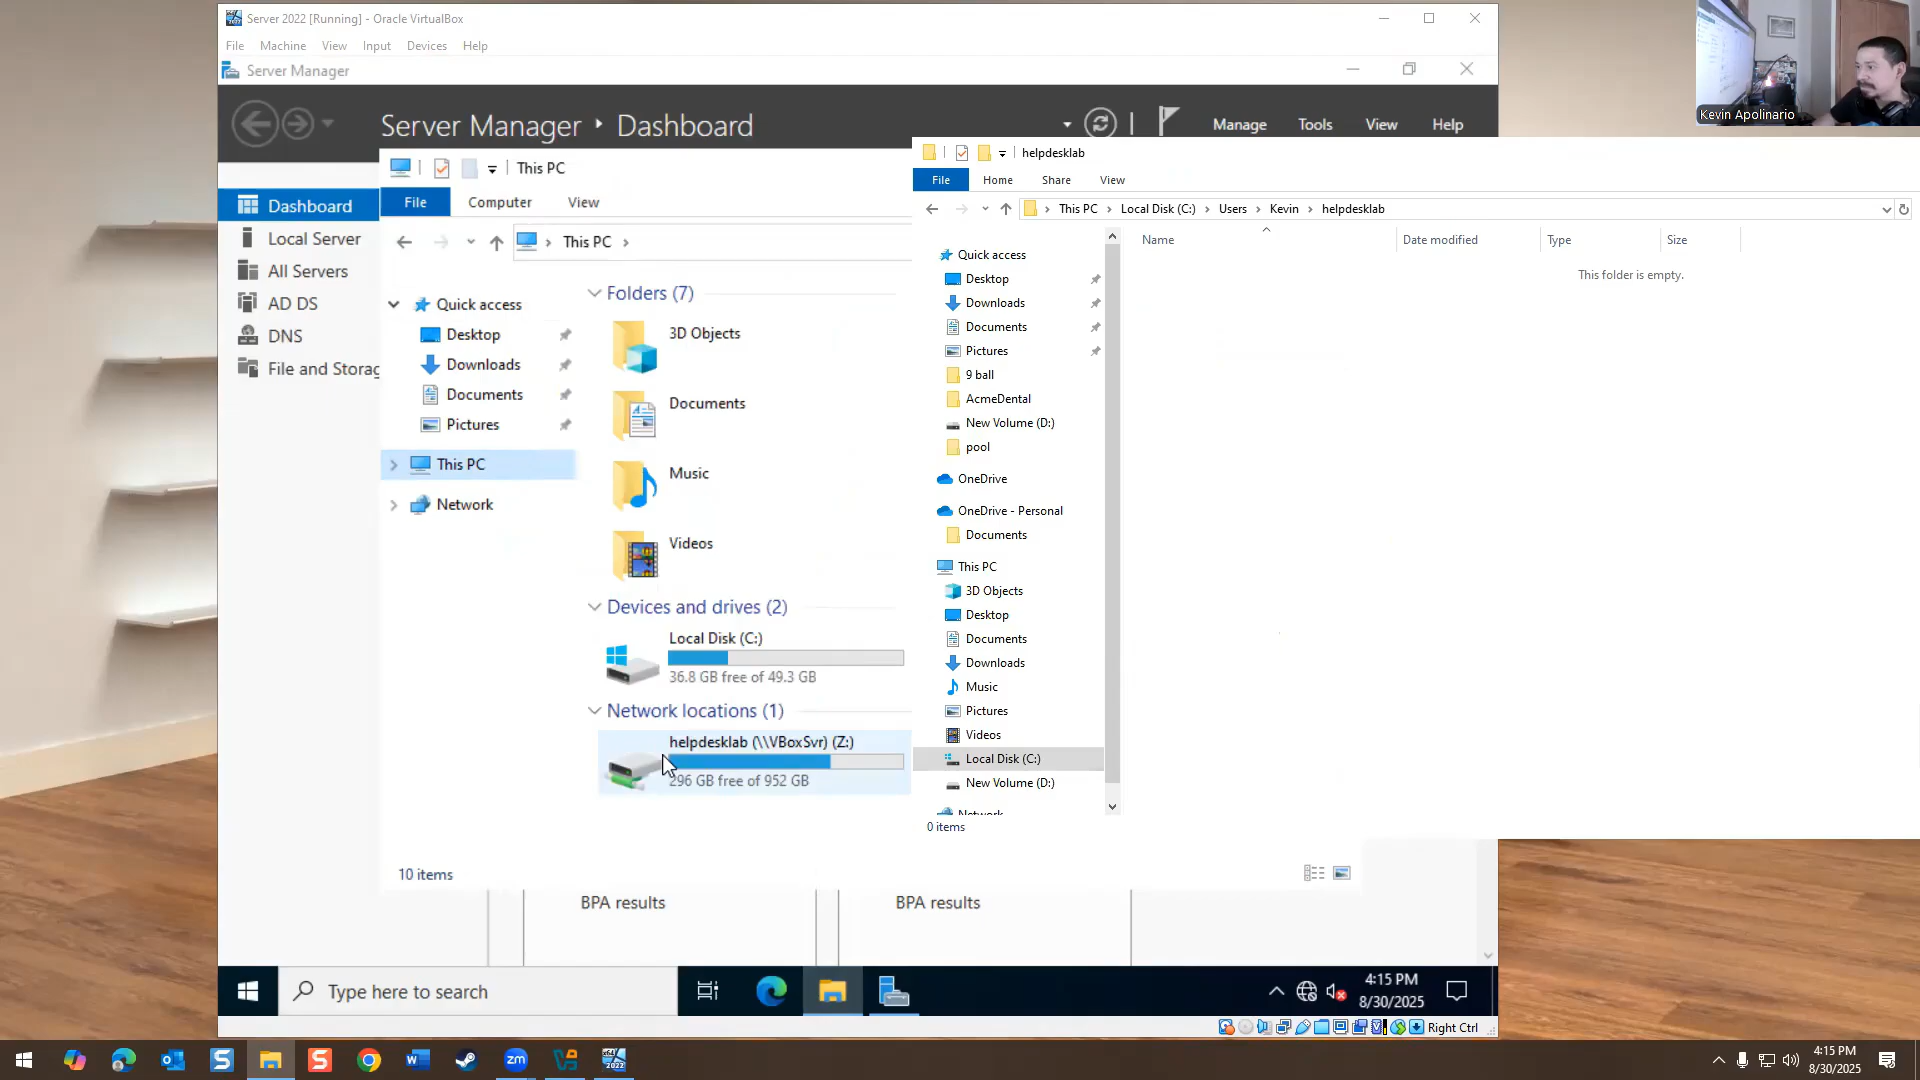 Server 2022 [Running] - Oracle VirtualBox
File Machine View Input Devices Help
Server Manager
Server Manager Dashboard
Manage Tools View Help
Kevin Apolinario
Dashboard
Local Server
All Servers
AD DS
DNS
File and Storag
This PC
File Computer View
This PC
Quick access
Desktop
Downloads
Documents
Pictures
This PC
Network
Folders (7)
3D Objects
Documents
Music
Videos
Devices and drives (2)
Local Disk (C:)
36.8 GB free of 49.3 GB
Network locations (1)
helpdesklab (\\VBoxSvr) (Z:)
296 GB free of 952 GB
10 items
helpdesklab
File Home Share View
This PC Local Disk (C:) Users Kevin helpdesklab
Name Date modified Type Size
This folder is empty.
Quick access
Desktop
Downloads
Documents
Pictures
9 ball
AcmeDental
New Volume (D:)
pool
OneDrive
OneDrive - Personal
Documents
This PC
3D Objects
Desktop
Documents
Downloads
Music
Pictures
Videos
Local Disk (C:)
New Volume (D:)
Network
0 items
BPA results BPA results
Type here to search
4:15 PM
8/30/2025
Right Ctrl
4:15 PM
8/30/2025